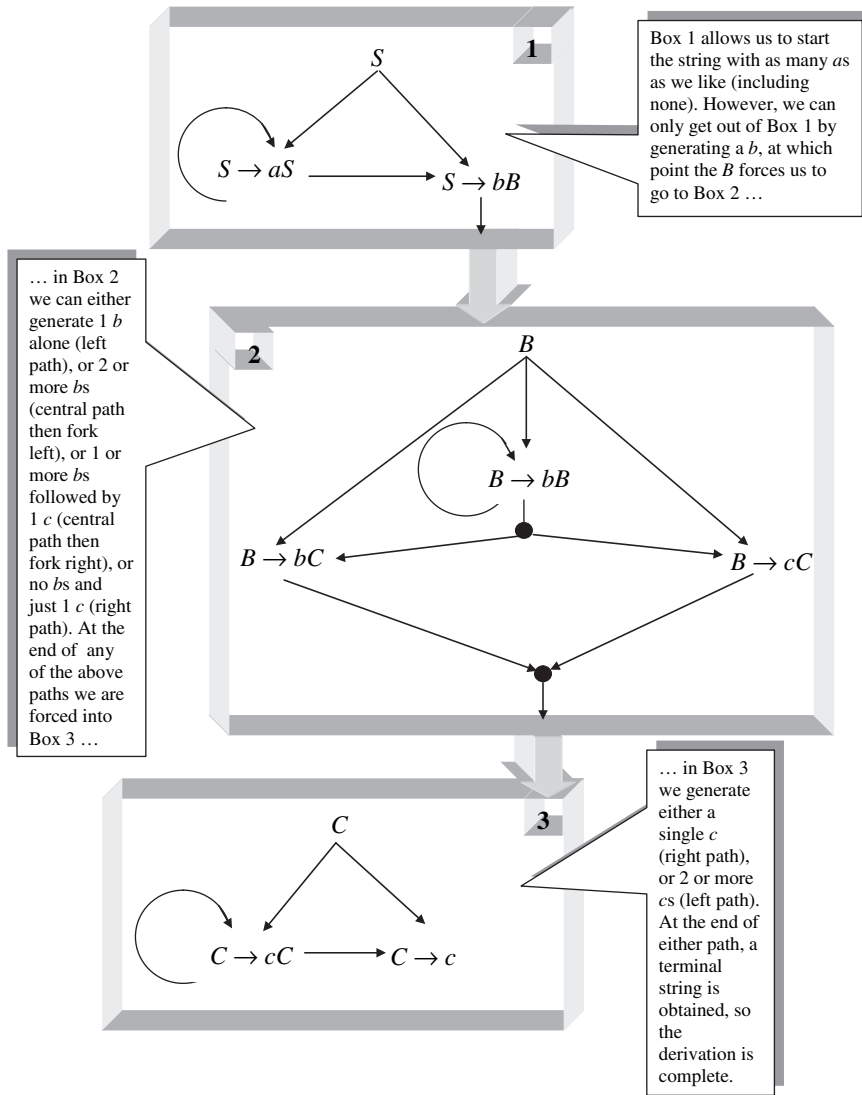 1
S
S → aS
S → bB
Box 1 allows us to start
the string with as many as
as we like (including
none). However, we can
only get out of Box 1 by
generating a b, at which
point the B forces us to
go to Box 2 …
… in Box 2
we can either
generate 1 b
alone (left
path), or 2 or
more bs
(central path
then fork
left), or 1 or
more bs
followed by
1 c (central
path then
fork right), or
no bs and
just 1 c (right
path). At the
end of any
of the above
paths we are
forced into
Box 3 …
2
B
B → bB
B → bC
B → cC
3
C
C → cC
C → c
… in Box 3
we generate
either a
single c
(right path),
or 2 or more
cs (left path).
At the end of
either path, a
terminal
string is
obtained, so
the
derivation is
complete.